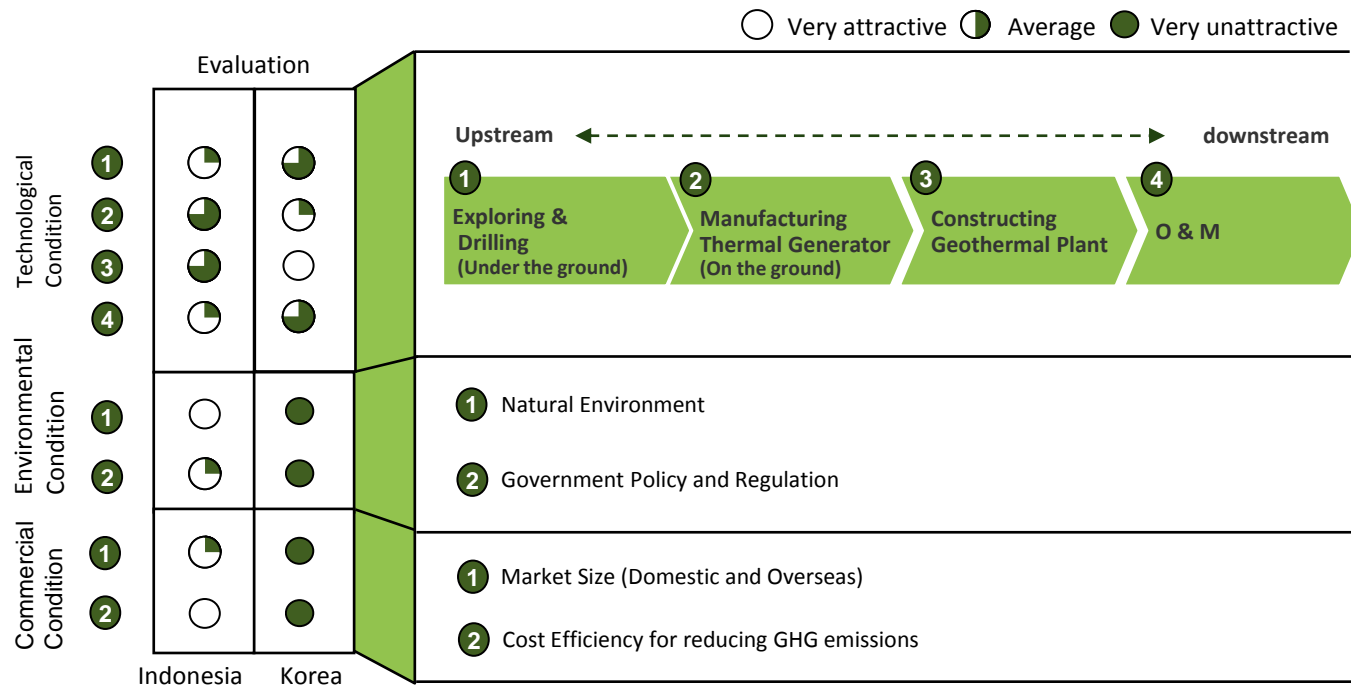 Very attractive
Average
Very unattractive
Evaluation
Technological
Condition
1
2
3
4
Upstream
downstream
1
2
3
4
Exploring &
Drilling
(Under the ground)
Manufacturing
Thermal Generator
(On the ground)
Constructing
Geothermal Plant
O & M
Environmental
Condition
1
2
1 Natural Environment
2 Government Policy and Regulation
Commercial
Condition
1
2
1 Market Size (Domestic and Overseas)
2 Cost Efficiency for reducing GHG emissions
Indonesia
Korea